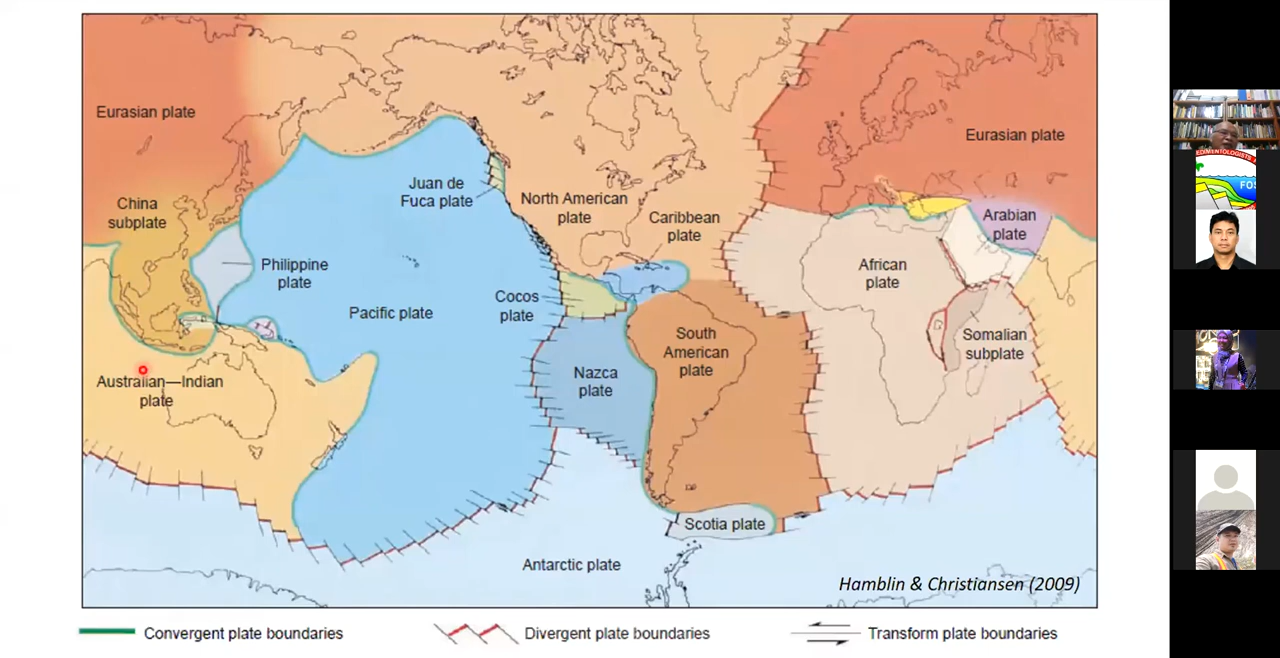 Eurasian plate
Eurasian plate
Juan de
Fuca plate
North American
plate
China
subplate
Caribbean
plate
Arabian
plate
Philippine
plate
African
plate
Cocos
plate
Pacific plate
South
American
plate
Somalian
subplate
Nazca
plate
Australian—Indian
plate
Scotia plate
Antarctic plate
Hamblin & Christiansen (2009)
Convergent plate boundaries
Divergent plate boundaries
Transform plate boundaries
EDIMENTOLOGISTS
FOS